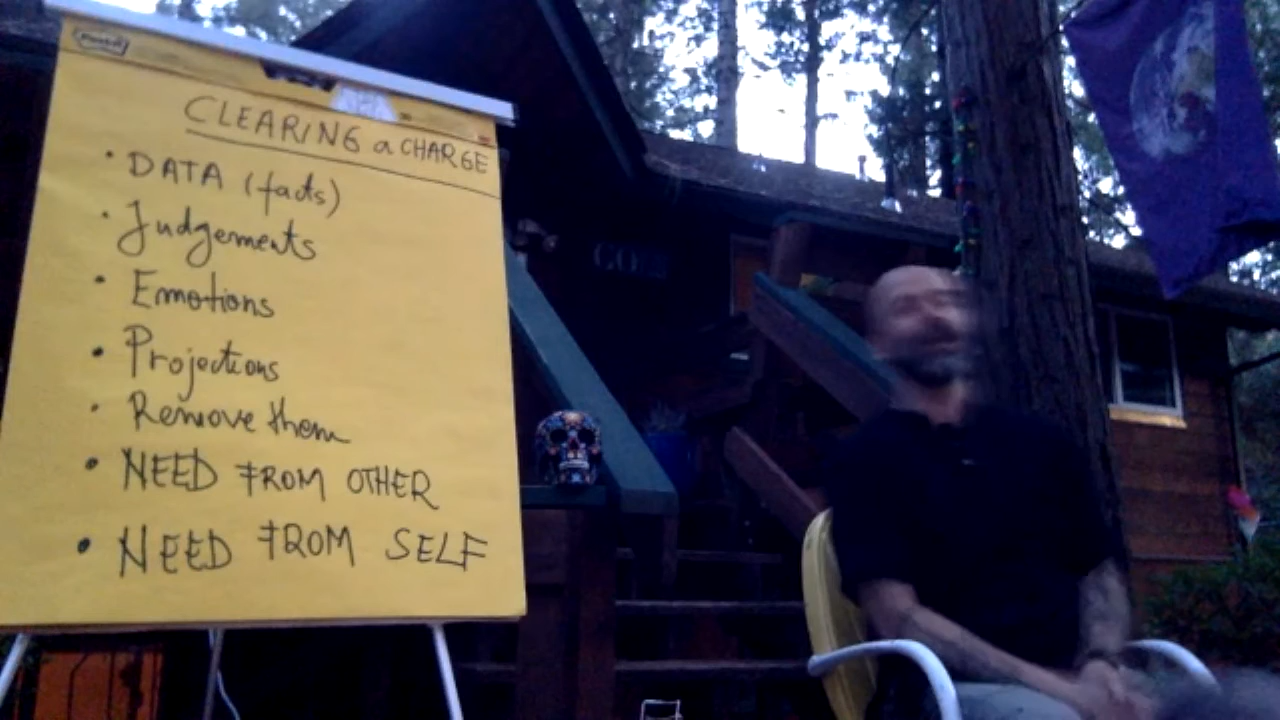 CLEARING a CHARGE
• DATA (facts)
• Judgements
• Emotions
• Projections
• Remove them
• NEED FROM OTHER
• NEED FROM SELF